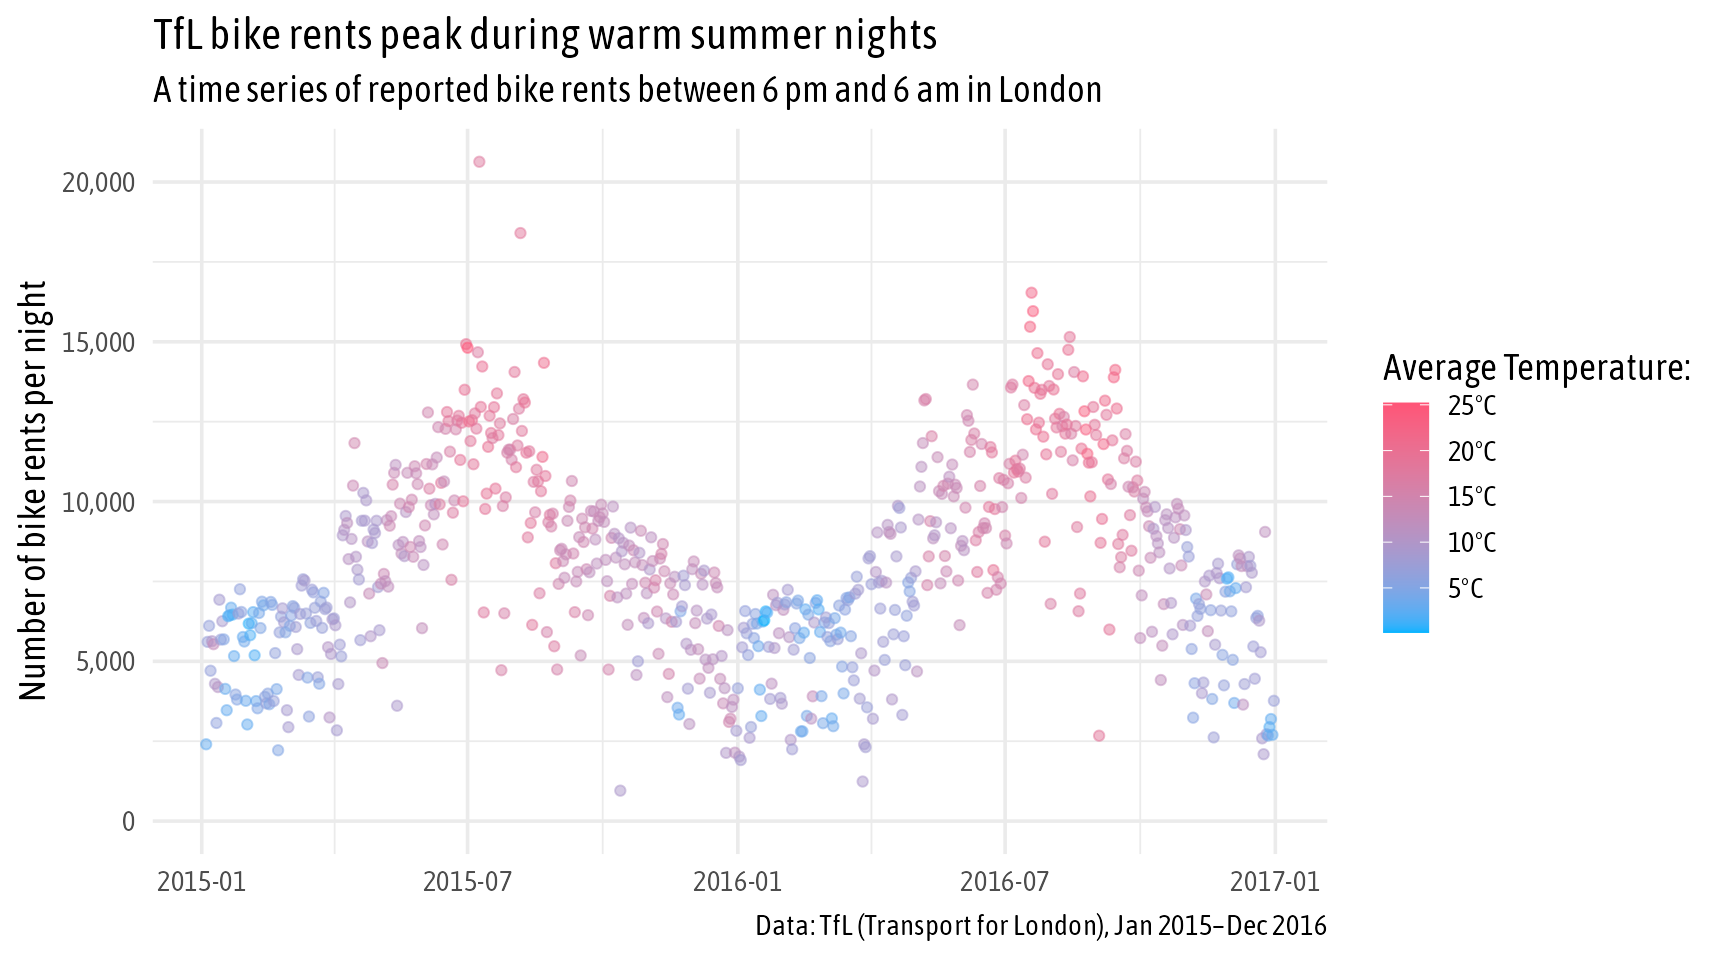 TfL bike rents peak during warm summer nights
A time series of reported bike rents between 6 pm and 6 am in London
Number of bike rents per night
20,000
15,000
10,000
5,000
0
2015-01
2015-07
2016-01
2016-07
2017-01
Average Temperature:
25°C
20°C
15°C
10°C
5°C
Data: TfL (Transport for London), Jan 2015–Dec 2016